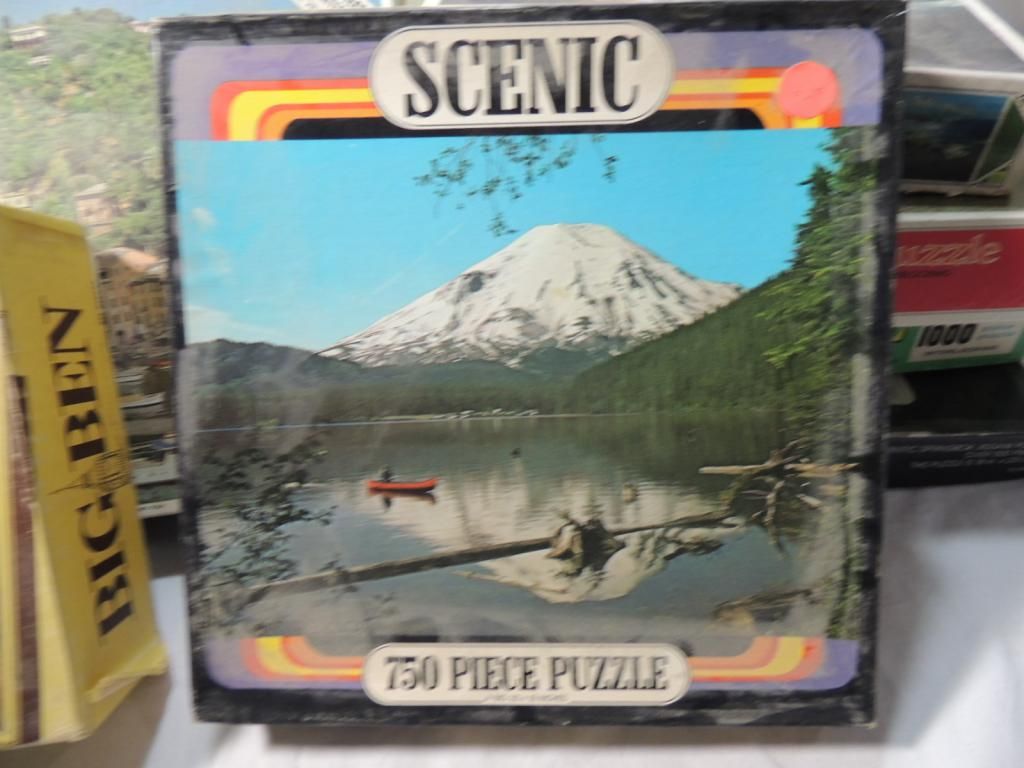 SCENIC
750 PIECE PUZZLE
BIG BEN
uzzle
1000